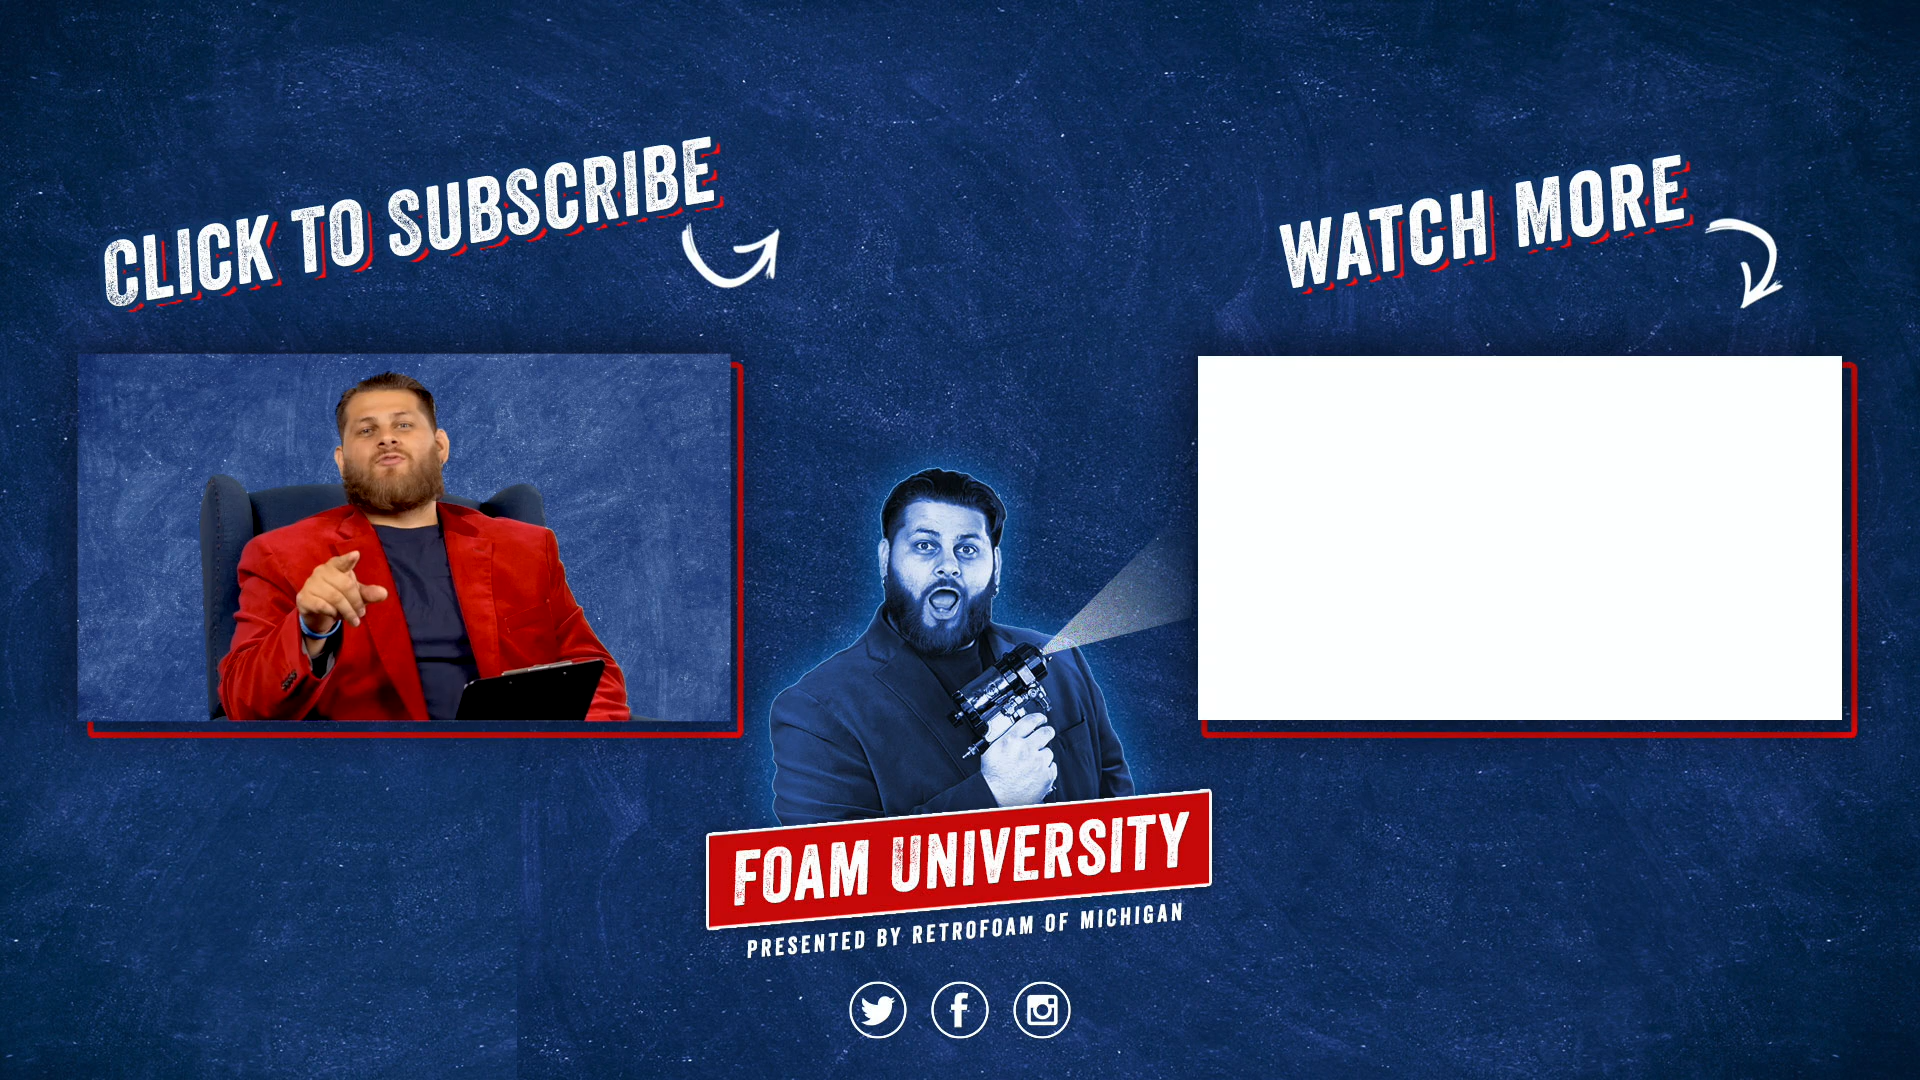 CLICK TO SUBSCRIBE
WATCH MORE
FOAM UNIVERSITY
PRESENTED BY RETROFOAM OF MICHIGAN